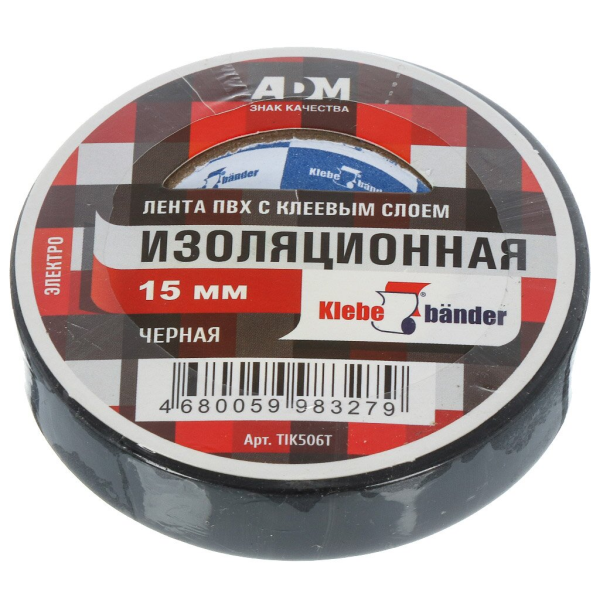 ADM
ЗНАК КАЧЕСТВА
Klebe bänder
ЛЕНТА ПВХ С КЛЕЕВЫМ СЛОЕМ
ИЗОЛЯЦИОННАЯ
15 мм
Klebe bänder®
ЧЕРНАЯ
ЭЛЕКТРО
4 680059 983279
Арт. TIK506T